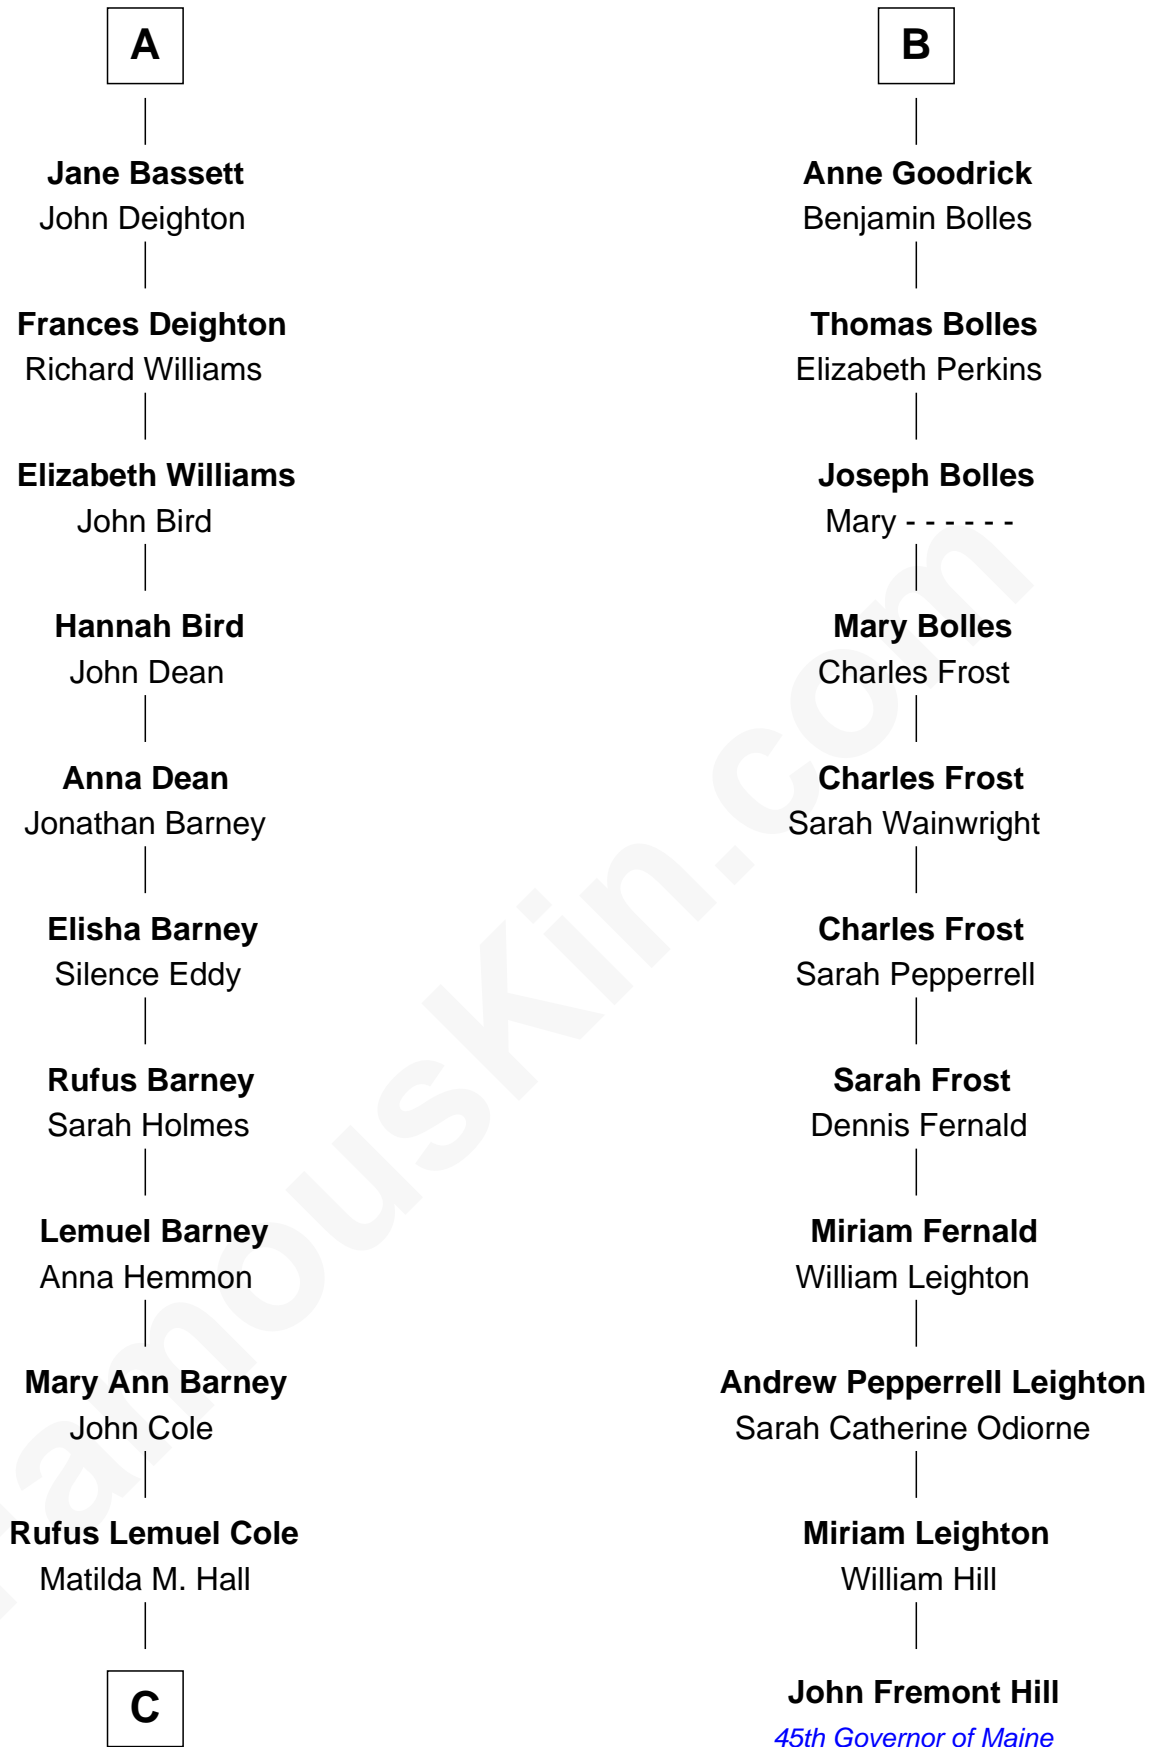 A
Jane Bassett
John Deighton
Frances Deighton
Richard Williams
Elizabeth Williams
John Bird
Hannah Bird
John Dean
Anna Dean
Jonathan Barney
Elisha Barney
Silence Eddy
Rufus Barney
Sarah Holmes
Lemuel Barney
Anna Hemmon
Mary Ann Barney
John Cole
Rufus Lemuel Cole
Matilda M. Hall
C
B
Anne Goodrick
Benjamin Bolles
Thomas Bolles
Elizabeth Perkins
Joseph Bolles
Mary - - - - - -
Mary Bolles
Charles Frost
Charles Frost
Sarah Wainwright
Charles Frost
Sarah Pepperrell
Sarah Frost
Dennis Fernald
Miriam Fernald
William Leighton
Andrew Pepperrell Leighton
Sarah Catherine Odiorne
Miriam Leighton
William Hill
John Fremont Hill
45th Governor of Maine
FamousKin.com